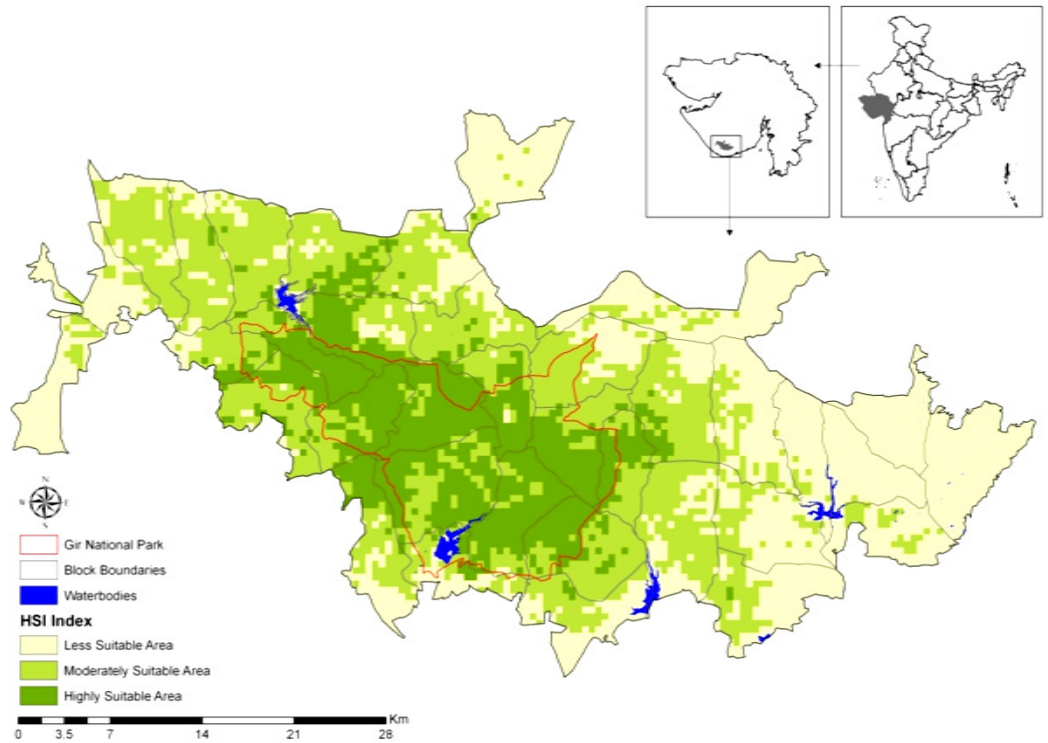 N
W
E
Gir National Park
Block Boundaries
Waterbodies
HSI Index
Less Suitable Area
Moderately Suitable Area
Highly Suitable Area
Km
0 3.5 7 14 21 28